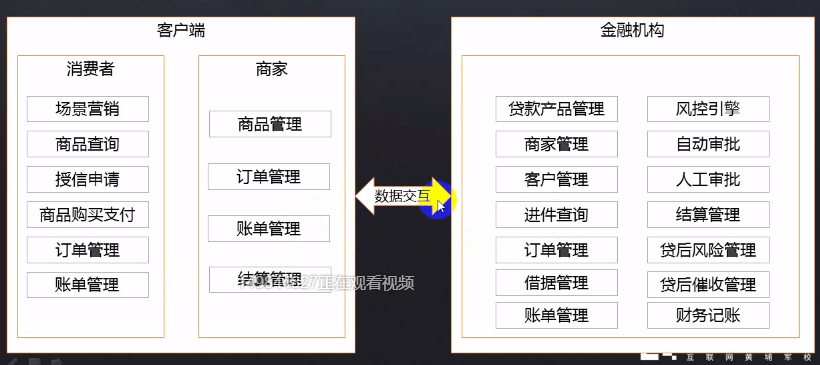 客户端
消费者
场景营销
商品查询
授信申请
商品购买支付
订单管理
账单管理
商家
商品管理
订单管理
账单管理
结算管理
数据交互
金融机构
贷款产品管理
商家管理
客户管理
进件查询
订单管理
借据管理
账单管理
风控引擎
自动审批
人工审批
结算管理
贷后风险管理
贷后催收管理
财务记账
正在观看视频
互联网黄埔军校